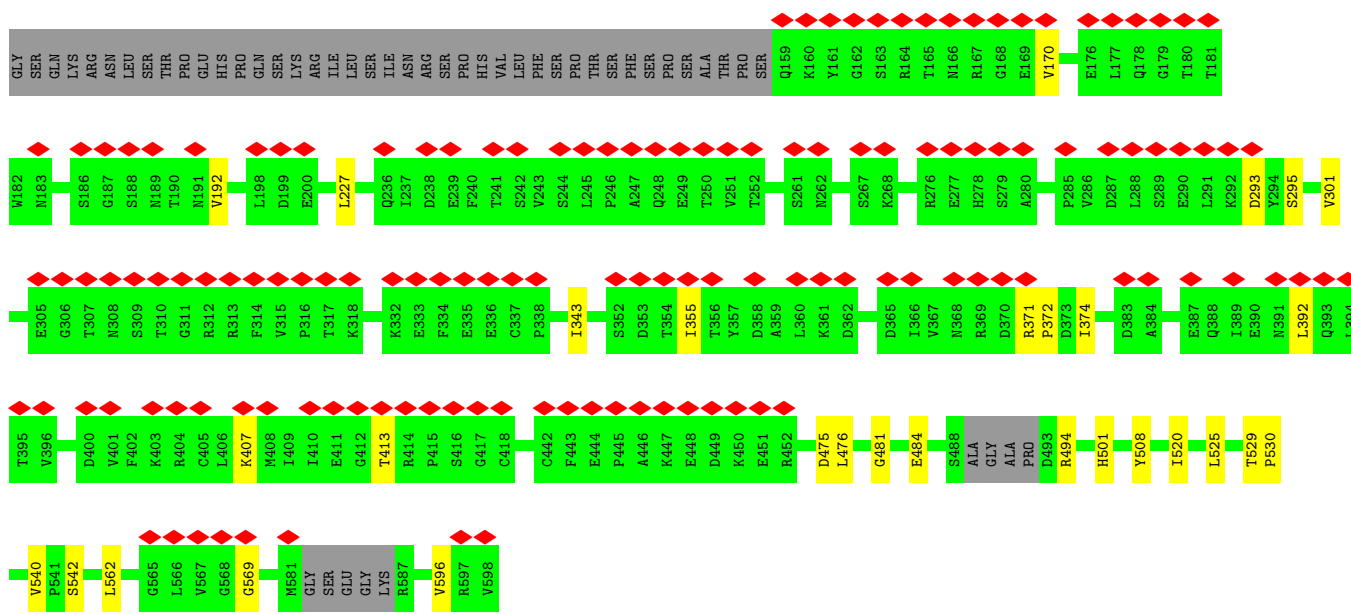 GLY SER GLN LYS ARG ASN LEU SER THR PRO GLU HIS PRO GLN SER LYS ARG ILE LEU SER ILE ASN ARG SER PRO HIS VAL LEU PHE SER PRO THR SER PHE SER PRO SER ALA THR PRO SER Q159 K160 Y161 G162 S163 R164 T165 N166 R167 G168 E169 V170 E176 L177 Q178 G179 T180 T181
W182 N183 S186 G187 S188 N189 T190 N191 V192 L198 D199 E200 L227 Q236 I237 D238 E239 F240 T241 S242 V243 S244 L245 P246 A247 Q248 E249 T250 V251 T252 S261 N262 S267 K268 R276 E277 H278 S279 A280 P285 V286 D287 L288 S289 E290 L291 K292 D293 Y294 S295 V301
E305 G306 T307 N308 S309 T310 G311 R312 R313 F314 V315 P316 T317 K318 K332 E333 F334 E335 E336 C337 P338 I343 S352 D353 T354 I355 T356 Y357 D358 A359 L360 K361 D362 D365 I366 V367 N368 R369 D370 R371 P372 D373 I374 D383 A384 E387 Q388 I389 E390 N391 L392 Q393 L394
T395 V396 D400 V401 F402 K403 R404 C405 L406 K407 M408 I409 I410 E411 G412 T413 R414 P415 S416 G417 C418 C442 F443 E444 P445 A446 K447 E448 D449 K450 E451 R452 D475 L476 G481 E484 S488 ALA GLY ALA PRO D493 R494 H501 Y508 I520 L525 T529 P530
V540 P541 S542 L562 G565 L566 V567 G568 G569 M581 GLY SER GLU GLY LYS R587 V596 R597 V598